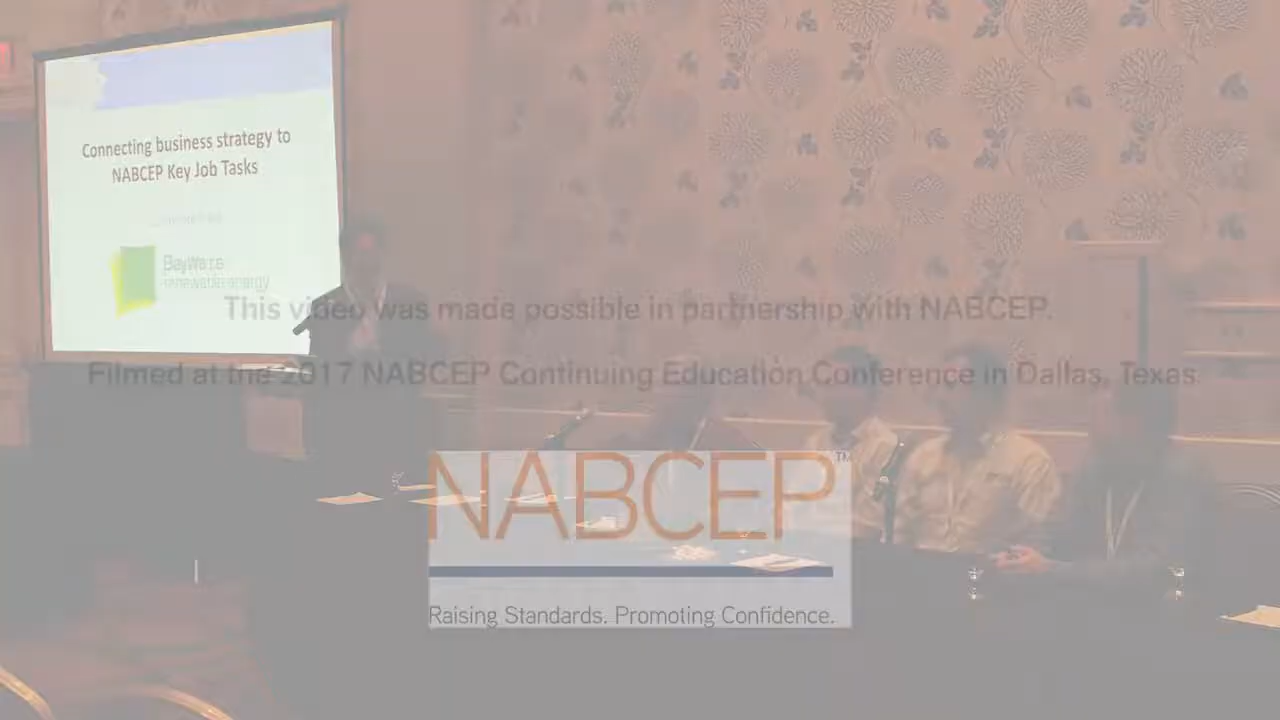 Connecting business strategy to
NABCEP Key Job Tasks
BayWa r.e.
renewable energy
This video was made possible in partnership with NABCEP.
Filmed at the 2017 NABCEP Continuing Education Conference in Dallas, Texas
NABCEP™
Raising Standards. Promoting Confidence.